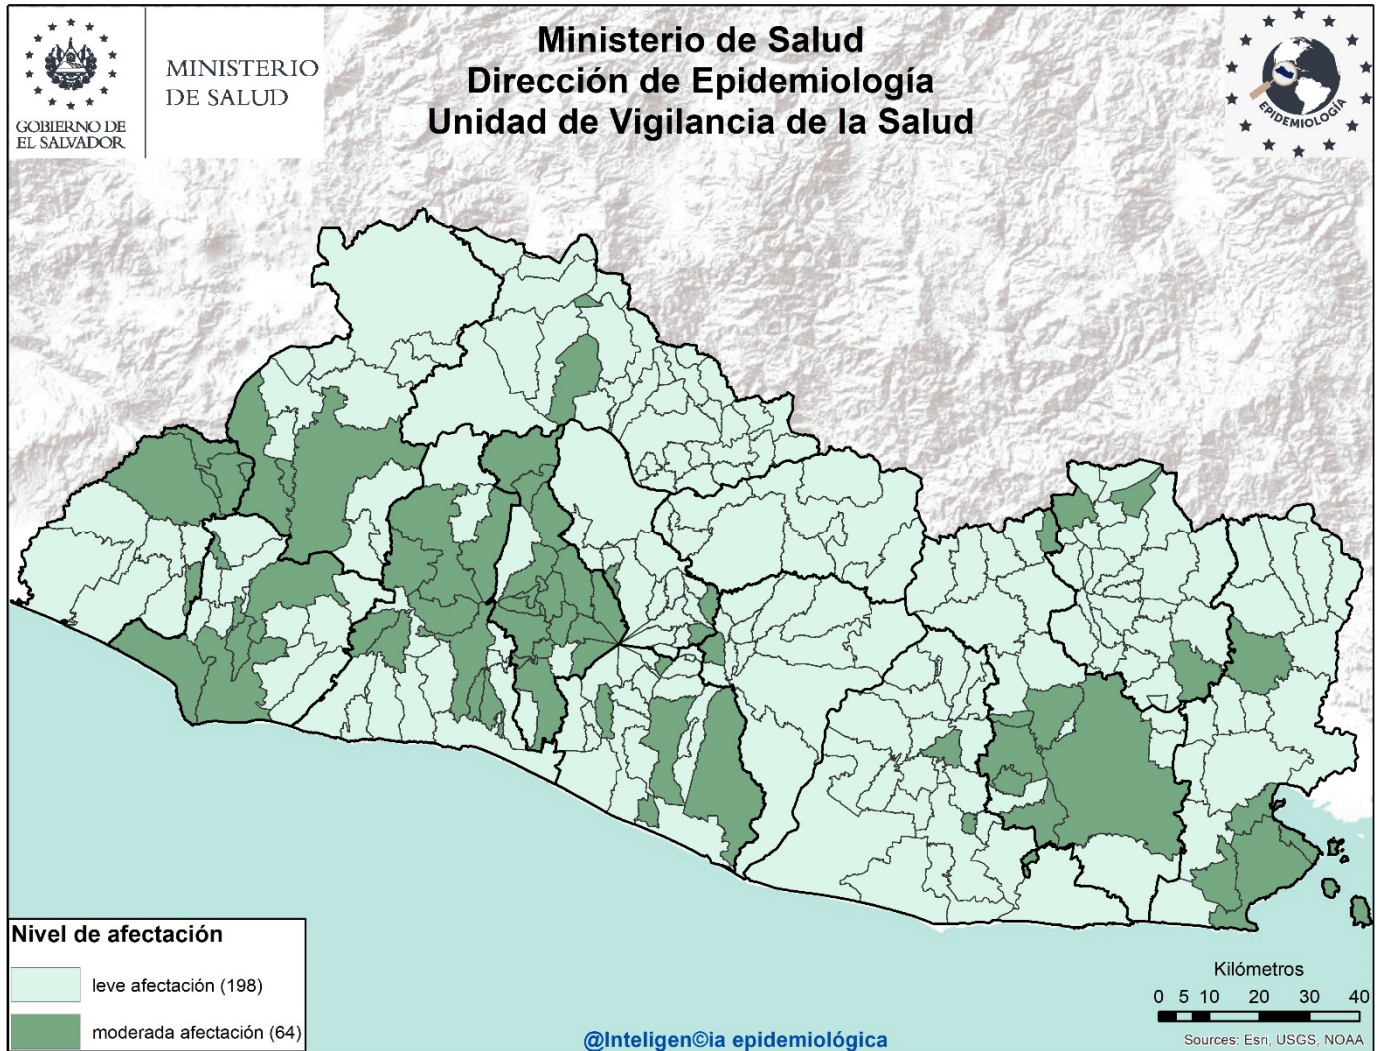 GOBIERNO DE
EL SALVADOR
MINISTERIO
DE SALUD
Ministerio de Salud
Dirección de Epidemiología
Unidad de Vigilancia de la Salud
EPIDEMIOLOGÍA
Nivel de afectación
leve afectación (198)
moderada afectación (64)
@Inteligen©ia epidemiológica
Kilómetros
0 5 10 20 30 40
Sources: Esri, USGS, NOAA